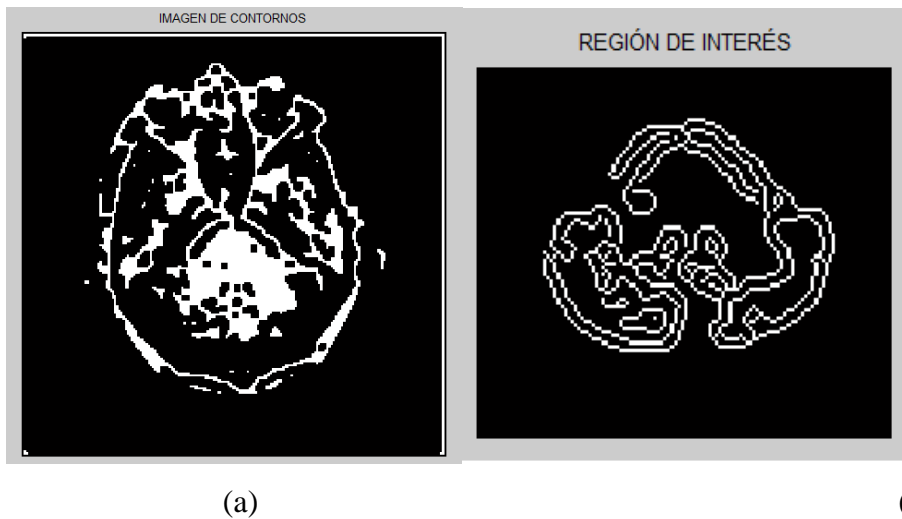 IMAGEN DE CONTORNOS
REGIÓN DE INTERÉS
(a)
(